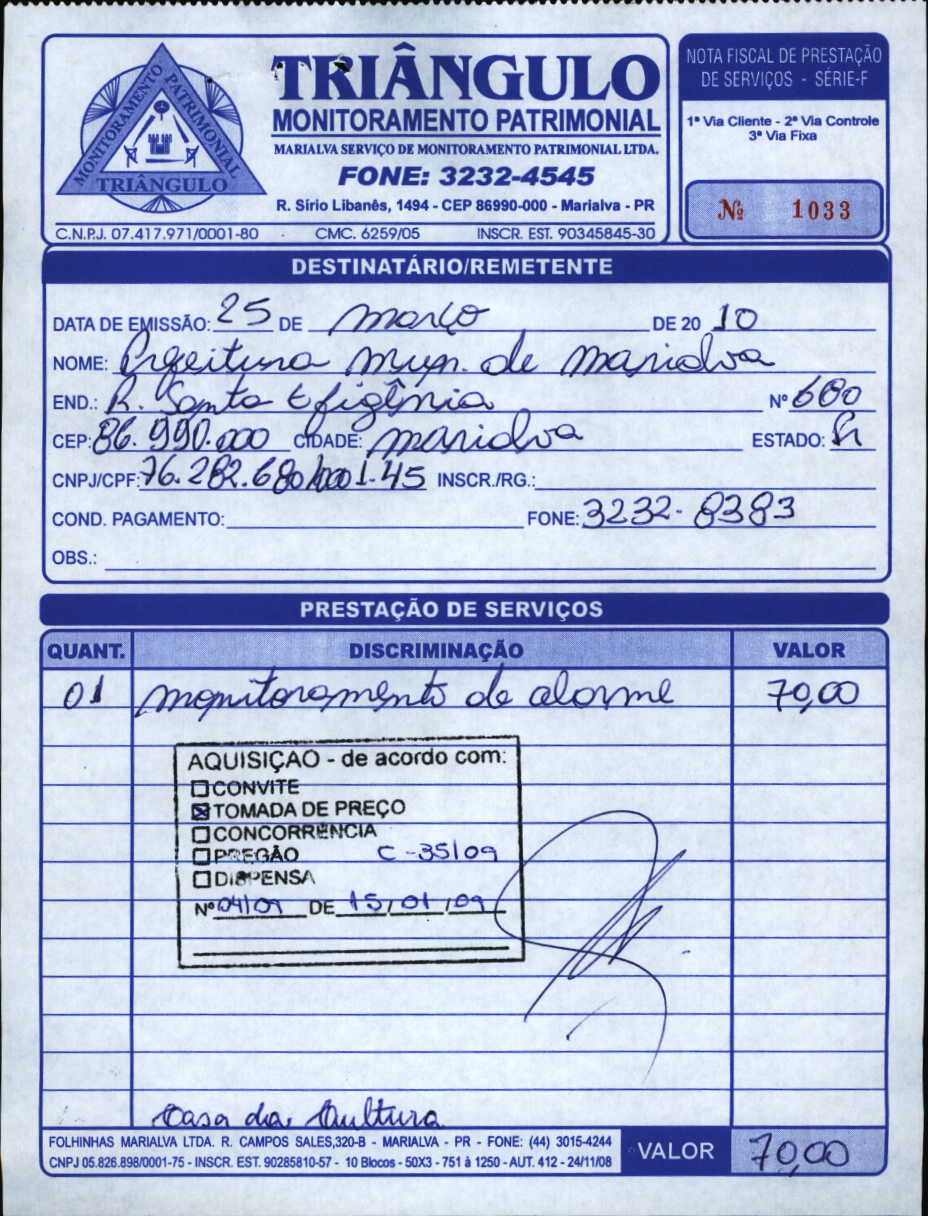 MONITORAMENTO PATRIMONIAL
TRIÂNGULO
TRIÂNGULO
MONITORAMENTO PATRIMONIAL
MARIALVA SERVIÇO DE MONITORAMENTO PATRIMONIAL LTDA.
FONE: 3232-4545
R. Sírio Libanês, 1494 - CEP 86990-000 - Marialva - PR
C.N.P.J. 07.417.971/0001-80 CMC. 6259/05 INSCR. EST. 90345845-30
NOTA FISCAL DE PRESTAÇÃO
DE SERVIÇOS - SÉRIE-F
1ª Via Cliente - 2ª Via Controle
3ª Via Fixa
Nº 1033
DESTINATÁRIO/REMETENTE
DATA DE EMISSÃO: 25 DE março DE 20 10
NOME: Prefeitura Mun. de Marialva
END.: R. Santa Efigênia Nº 680
CEP: 86.990.000 CIDADE: Marialva ESTADO: Pr
CNPJ/CPF: 76.282.680/0001-45 INSCR./RG.:
COND. PAGAMENTO: FONE: 3232-8383
OBS.:
PRESTAÇÃO DE SERVIÇOS
QUANT. DISCRIMINAÇÃO VALOR
01 monitoramento de alarme 70,00
AQUISIÇÃO - de acordo com:
☐ CONVITE
☒ TOMADA DE PREÇO
☐ CONCORRÊNCIA
☐ PREGÃO C-35/09
☐ DISPENSA
Nº 04/09 DE 15/01/09
Casa da Cultura
FOLHINHAS MARIALVA LTDA. R. CAMPOS SALES,320-B - MARIALVA - PR - FONE: (44) 3015-4244
CNPJ 05.826.898/0001-75 - INSCR. EST. 90285810-57 - 10 Blocos - 50X3 - 751 à 1250 - AUT. 412 - 24/11/08
VALOR 70,00